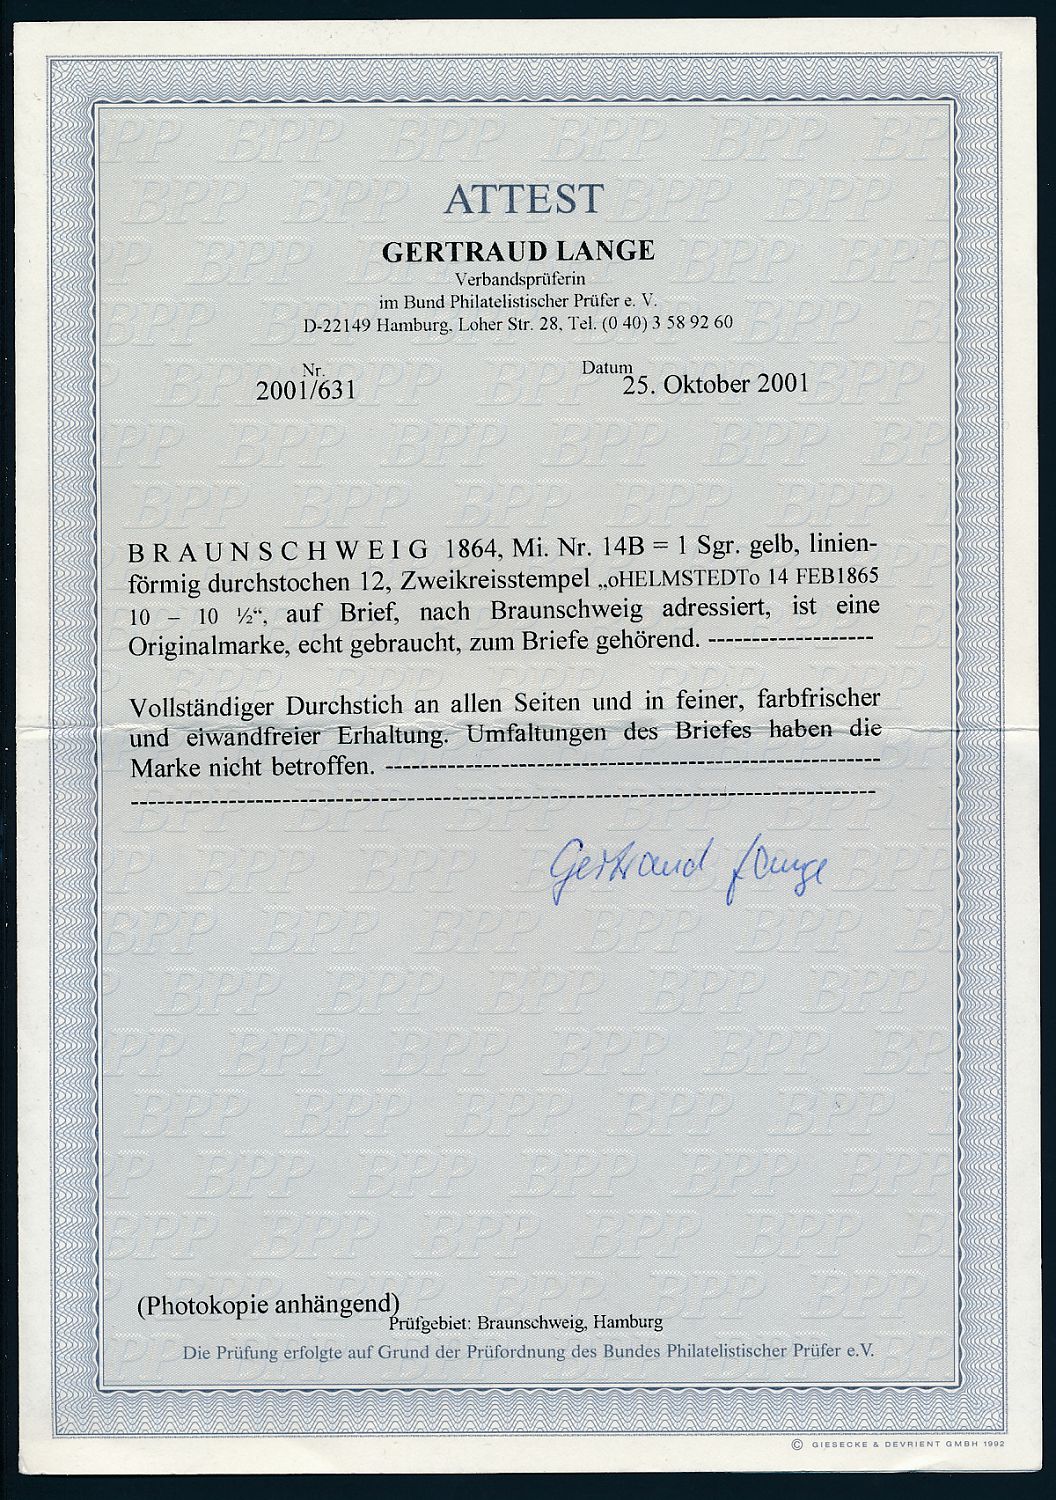 ATTEST
GERTRAUD LANGE
Verbandsprüferin
im Bund Philatelistischer Prüfer e. V.
D-22149 Hamburg, Loher Str. 28, Tel. (0 40) 3 58 92 60
Nr. Datum
2001/631 25. Oktober 2001
B R A U N S C H W E I G 1864, Mi. Nr. 14B = 1 Sgr. gelb, linien-
förmig durchstochen 12, Zweikreisstempel „oHELMSTEDTo 14 FEB1865
10 – 10 ½“, auf Brief, nach Braunschweig adressiert, ist eine
Originalmarke, echt gebraucht, zum Briefe gehörend. -------------------
Vollständiger Durchstich an allen Seiten und in feiner, farbfrischer
und eiwandfreier Erhaltung. Umfaltungen des Briefes haben die
Marke nicht betroffen. ---------------------------------------------------------
--------------------------------------------------------------------------------------
Gertraud Lange
(Photokopie anhängend)
Prüfgebiet: Braunschweig, Hamburg
Die Prüfung erfolgte auf Grund der Prüfordnung des Bundes Philatelistischer Prüfer e.V.
© GIESECKE & DEVRIENT GMBH 1992